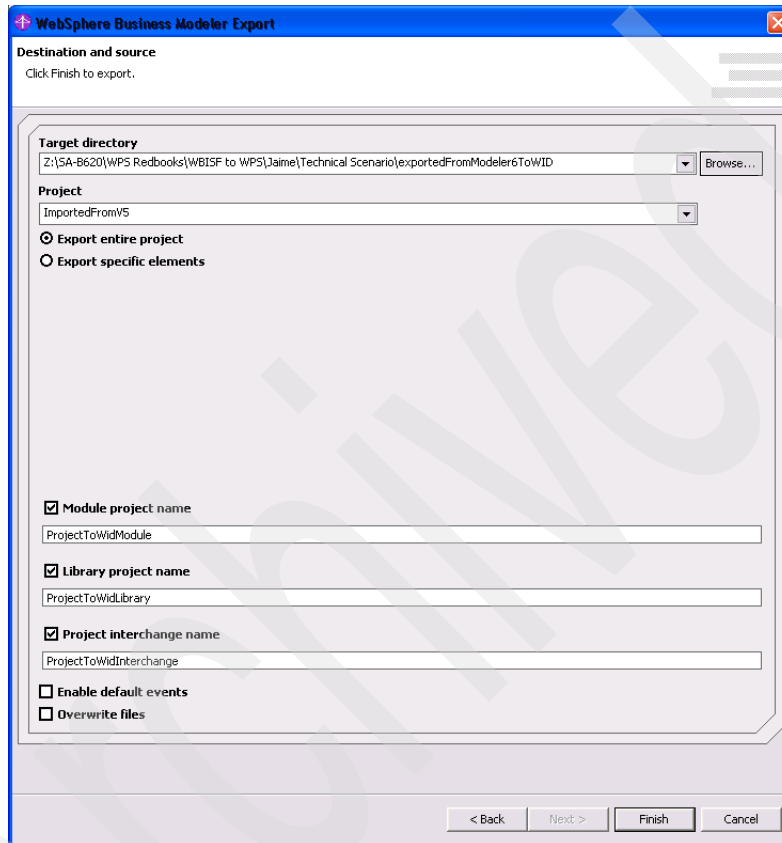 WebSphere Business Modeler Export
Destination and source
Click Finish to export.
Target directory
Z:\SA-B620\WPS Redbooks\WBISF to WPS\Jaime\Technical Scenario\exportedFromModeler6ToWID
Browse...
Project
ImportedFromV5
Export entire project
Export specific elements
Module project name
ProjectToWidModule
Library project name
ProjectToWidLibrary
Project interchange name
ProjectToWidInterchange
Enable default events
Overwrite files
< Back Next > Finish Cancel
rchived